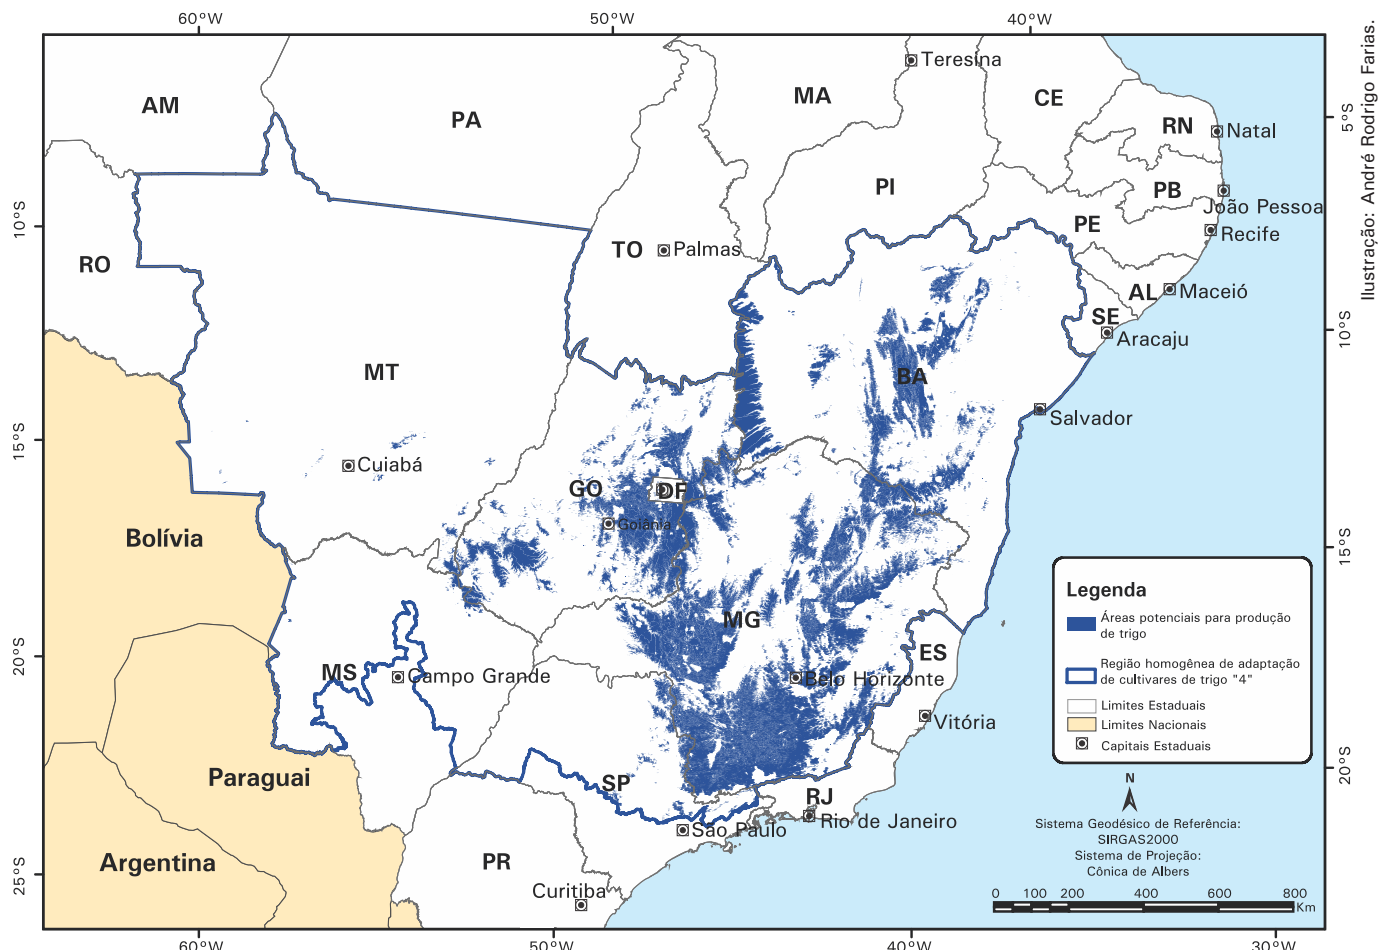 60°W
50°W
40°W
Ilustração: André Rodrigo Farias.
Teresina
AM
PA
MA
CE
RN
Natal
5°S
PI
PB
João Pessoa
PE
Recife
10°S
RO
TO
Palmas
AL
Maceió
SE
Aracaju
10°S
MT
BA
Salvador
15°S
Cuiabá
GO
DF
Goiânia
Bolívia
15°S
Legenda
Áreas potenciais para produção
de trigo
Região homogênea de adaptação
de cultivares de trigo "4"
Limites Estaduais
Limites Nacionais
Capitais Estaduais
MG
ES
20°S
MS
Campo Grande
Belo Horizonte
Vitória
Paraguai
SP
RJ
Rio de Janeiro
São Paulo
20°S
N
Sistema Geodésico de Referência:
SIRGAS2000
Sistema de Projeção:
Cônica de Albers
Argentina
PR
Curitiba
25°S
0 100 200 400 600 800
Km
60°W
50°W
40°W
30°W